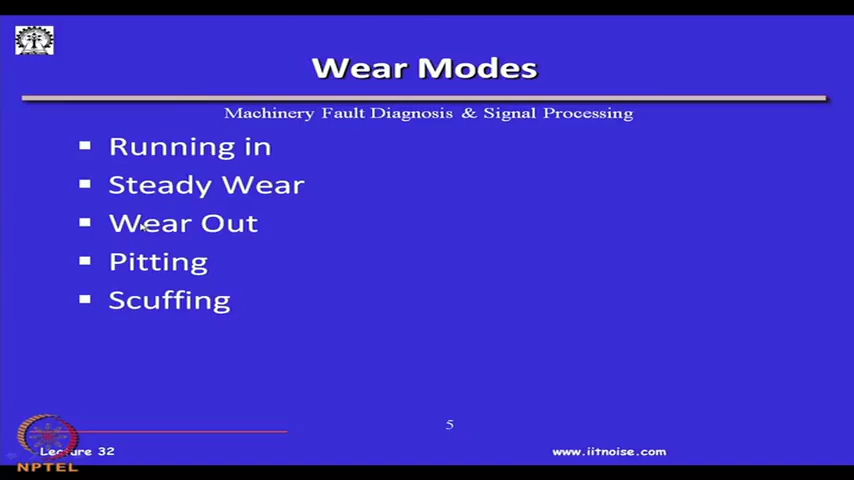 Wear Modes
Machinery Fault Diagnosis & Signal Processing
Running in
Steady Wear
Wear Out
Pitting
Scuffing
5
Lecture 32
www.iitnoise.com
NPTEL